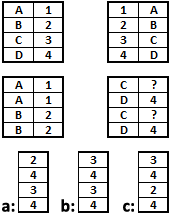 A 1 1 A
B 2 2 B
C 3 3 C
D 4 4 D
A 1 C ?
A 1 D 4
B 2 C ?
B 2 D 4
2 3 3
4 4 4
3 3 2
a: 4 b: 4 c: 4